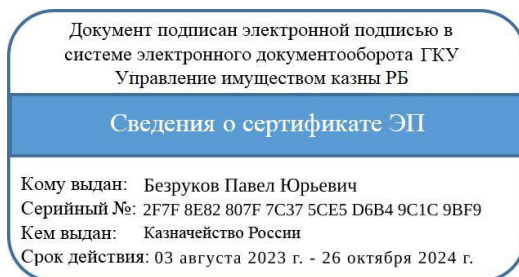 Документ подписан электронной подписью в
системе электронного документооборота ГКУ
Управление имуществом казны РБ
Сведения о сертификате ЭП
Кому выдан: Безруков Павел Юрьевич
Серийный №: 2F7F 8E82 807F 7C37 5CE5 D6B4 9C1C 9BF9
Кем выдан: Казначейство России
Срок действия: 03 августа 2023 г. - 26 октября 2024 г.